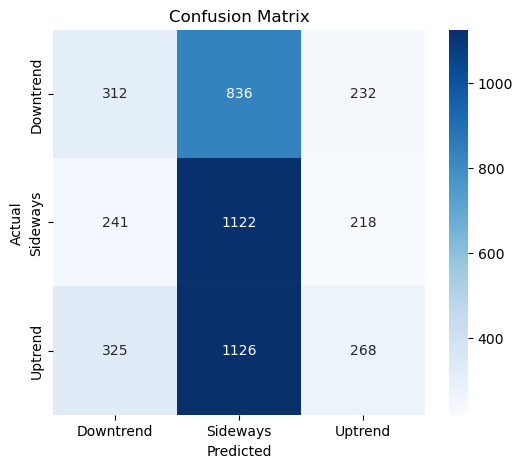 Confusion Matrix
Downtrend
312 836 232
1000
800
Actual
Sideways
241 1122 218
600
400
Uptrend
325 1126 268
Downtrend Sideways Uptrend
Predicted